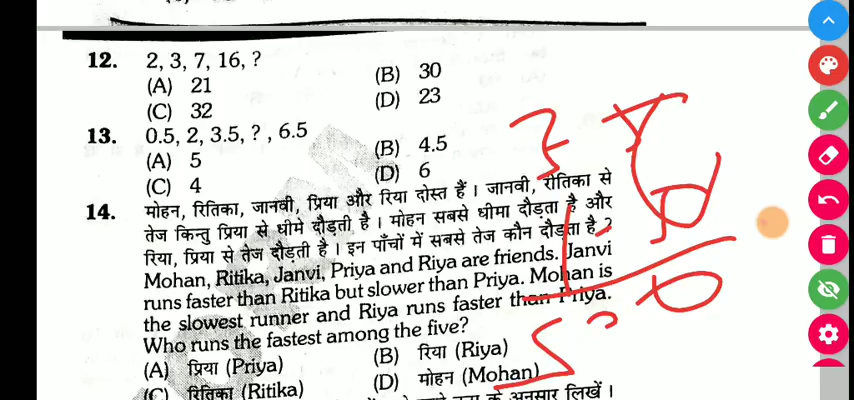 12. 2, 3, 7, 16, ?
(A) 21 (B) 30
(C) 32 (D) 23
13. 0.5, 2, 3.5, ? , 6.5
(A) 5 (B) 4.5
(C) 4 (D) 6
14. मोहन, रितिका, जानवी, प्रिया और रिया दोस्त हैं। जानवी, रीतिका से
तेज किन्तु प्रिया से धीमे दौड़ती है। मोहन सबसे धीमा दौड़ता है और
रिया, प्रिया से तेज दौड़ती है। इन पाँचों में सबसे तेज कौन दौड़ता है?
Mohan, Ritika, Janvi, Priya and Riya are friends. Janvi
runs faster than Ritika but slower than Priya. Mohan is
the slowest runner and Riya runs faster than Priya.
Who runs the fastest among the five?
(A) प्रिया (Priya) (B) रिया (Riya)
(C) रितिका (Ritika) (D) मोहन (Mohan)
के अनुसार लिखें।